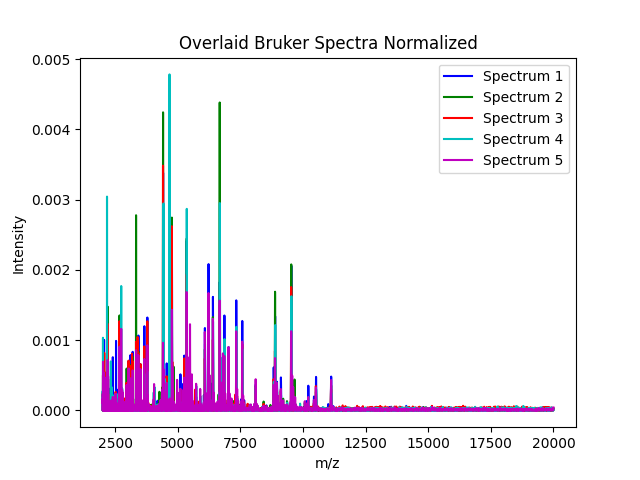 Overlaid Bruker Spectra Normalized
0.005
0.004
0.003
0.002
0.001
0.000
Intensity
Spectrum 1
Spectrum 2
Spectrum 3
Spectrum 4
Spectrum 5
2500
5000
7500
10000
12500
15000
17500
20000
m/z